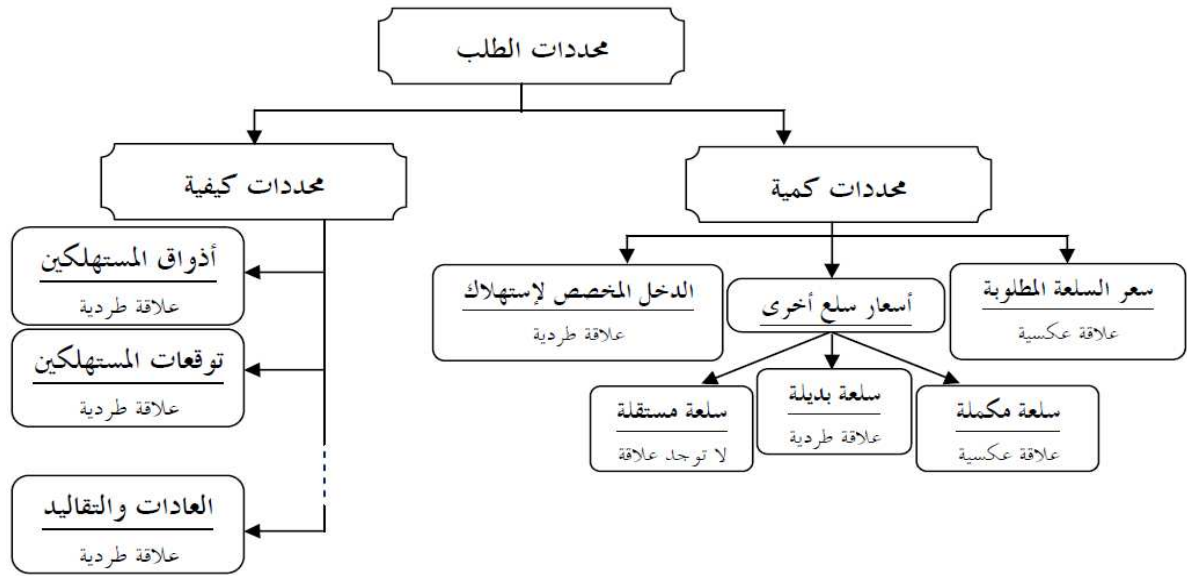 محددات الطلب
محددات كمية
محددات كيفية
سعر السلعة المطلوبة
علاقة عكسية
أسعار سلع أخرى
الدخل المخصص لإستهلاك
علاقة طردية
سلعة مكملة
علاقة عكسية
سلعة بديلة
علاقة طردية
سلعة مستقلة
لا توجد علاقة
أذواق المستهلكين
علاقة طردية
توقعات المستهلكين
علاقة طردية
العادات والتقاليد
علاقة طردية